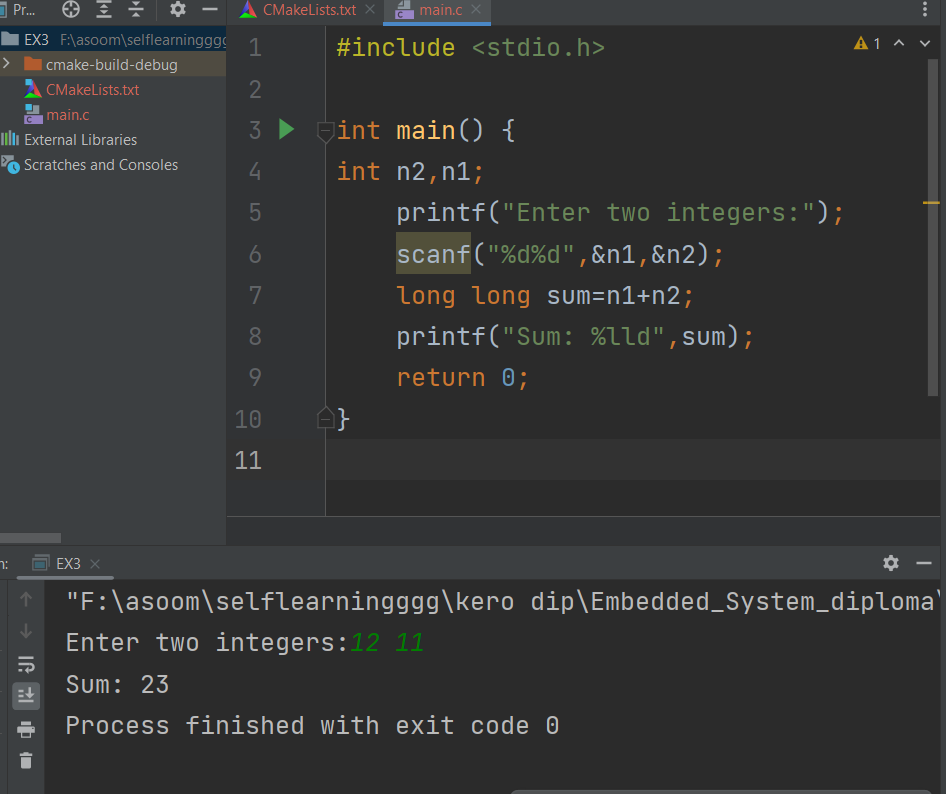 Pr...
CMakeLists.txt
main.c
EX3 F:\asoom\selflearningggg
cmake-build-debug
CMakeLists.txt
main.c
External Libraries
Scratches and Consoles
1
1 #include <stdio.h>
2
3 int main() {
4 int n2,n1;
5 printf("Enter two integers:");
6 scanf("%d%d",&n1,&n2);
7 long long sum=n1+n2;
8 printf("Sum: %lld",sum);
9 return 0;
10 }
11
n: EX3
"F:\asoom\selflearningggg\kero dip\Embedded_System_diploma\
Enter two integers:12 11
Sum: 23
Process finished with exit code 0